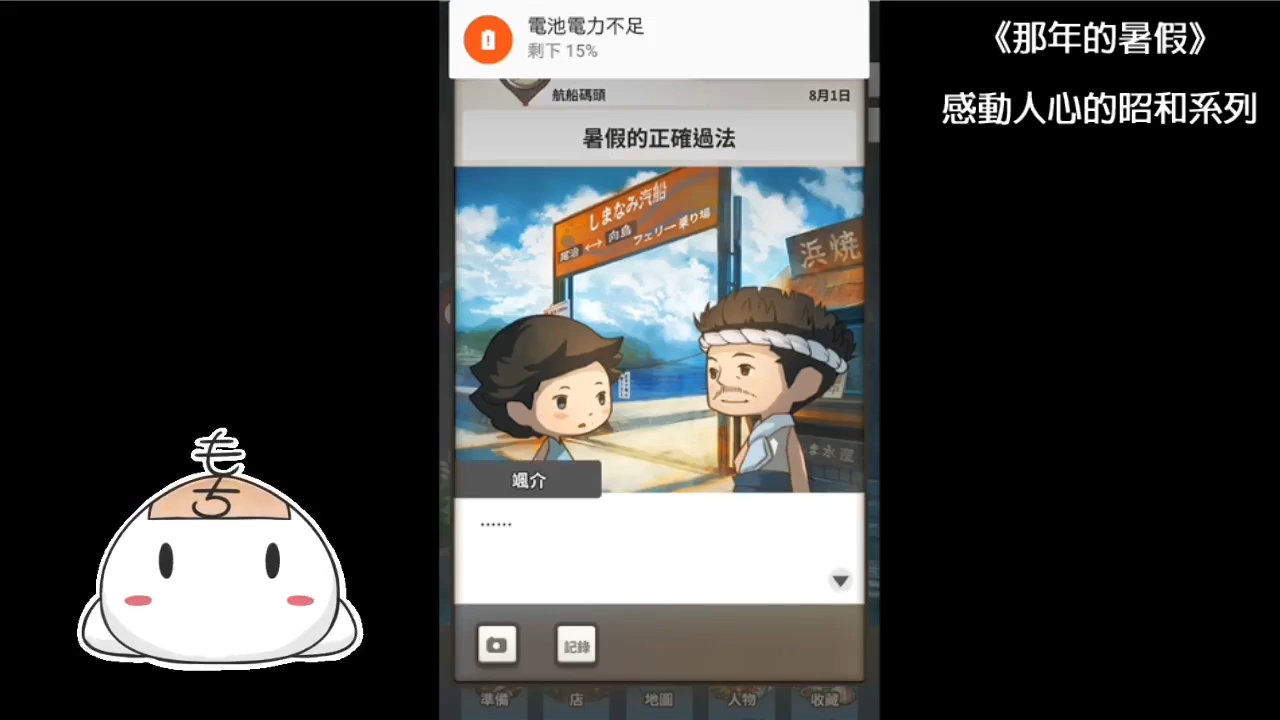 電池電力不足
剩下 15%
《那年的暑假》
感動人心的昭和系列
航船碼頭
8月1日
暑假的正確過法
しまなみ汽船
尾道 ↔ 向島 フェリー乗り場
浜焼
ま水産
颯介
……
も
ち
記錄
準備
店
地圖
人物
收藏